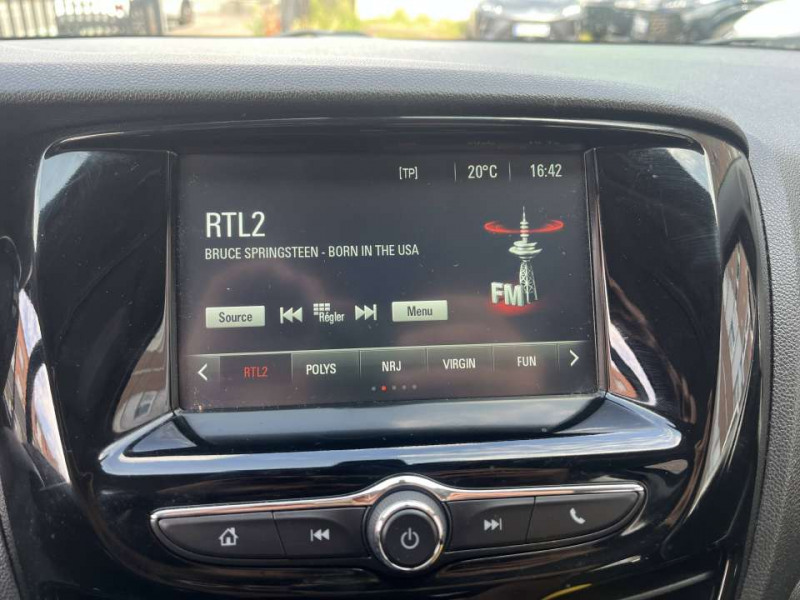 [TP] 20°C 16:42
RTL2
BRUCE SPRINGSTEEN - BORN IN THE USA
FM
Source Régler Menu
RTL2 POLYS NRJ VIRGIN FUN